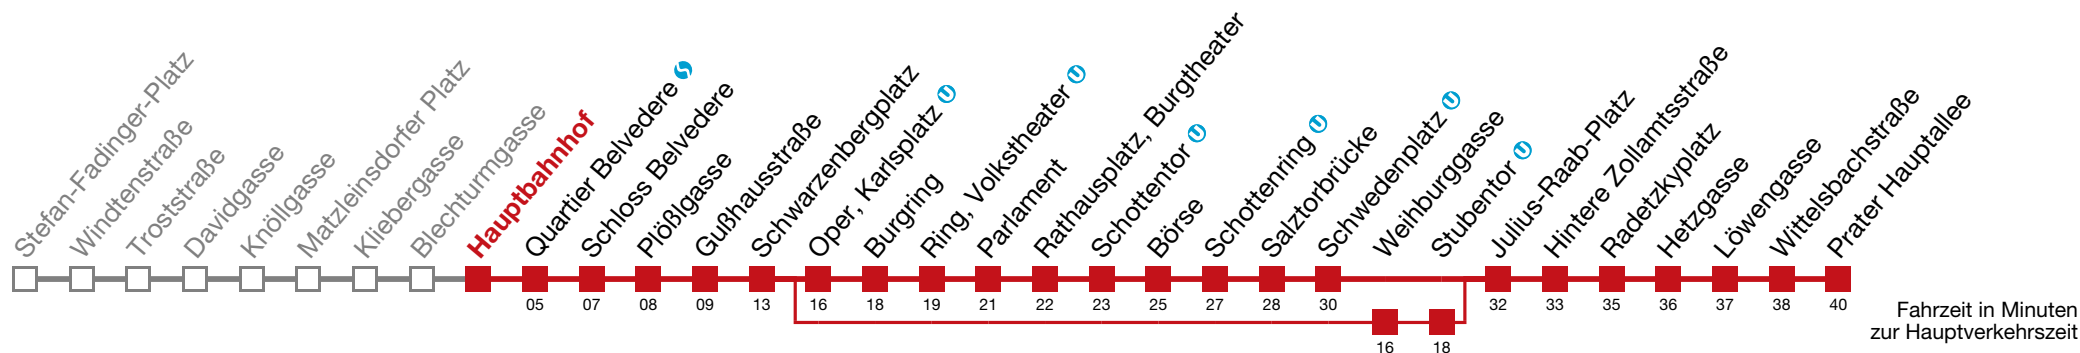 Stefan-Fadinger-Platz
Windtenstraße
Troststraße
Davidgasse
Knöllgasse
Matzleinsdorfer Platz
Kliebergasse
Blechturmgasse
Hauptbahnhof
Quartier Belvedere S
Schloss Belvedere
Plößlgasse
Gußhausstraße
Schwarzenbergplatz
Oper, Karlsplatz U
Burgring
Ring, Volkstheater U
Parlament
Rathausplatz, Burgtheater
Schottentor U
Börse
Schottenring U
Salztorbrücke
Schwedenplatz U
Weihburggasse
Stubentor U
Julius-Raab-Platz
Hintere Zollamtsstraße
Radetzkyplatz
Hetzgasse
Löwengasse
Wittelsbachstraße
Prater Hauptallee
05 07 08 09 13 16 18 19 21 22 23 25 27 28 30 32 33 35 36 37 38 40
16 18
Fahrzeit in Minuten
zur Hauptverkehrszeit